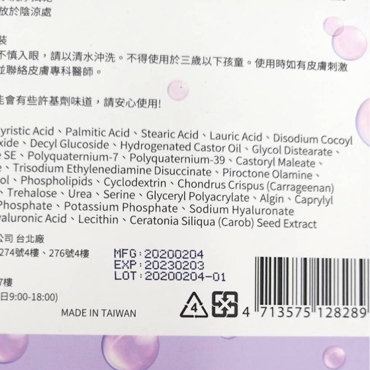 放於陰涼處
裝
不慎入眼，請以清水沖洗。不得使用於三歲以下孩童。使用時如有皮膚刺激
並聯絡皮膚專科醫師。
能會有些許基劑味道，請安心使用!
yristic Acid、Palmitic Acid、Stearic Acid、Lauric Acid、Disodium Cocoyl
oxide、Decyl Glucoside、Hydrogenated Castor Oil、Glycol Distearate、
e SE、Polyquaternium-7、Polyquaternium-39、Castoryl Maleate、
e、Trisodium Ethylenediamine Disuccinate、Piroctone Olamine、
ol、Phospholipids、Cyclodextrin、Chondrus Crispus (Carrageenan)
、Trehalose、Urea、Serine、Glyceryl Polyacrylate、Algin、Caprylyl
Phosphate、Potassium Phosphate、Sodium Hyaluronate
yaluronic Acid、Lecithin、Ceratonia Siliqua (Carob) Seed Extract
公司 台北廠
274號4樓、276號4樓
MFG: 20200204
EXP: 20230203
LOT: 20200204-01
7樓
日9:00-18:00)
MADE IN TAIWAN
4
4 713575 128289